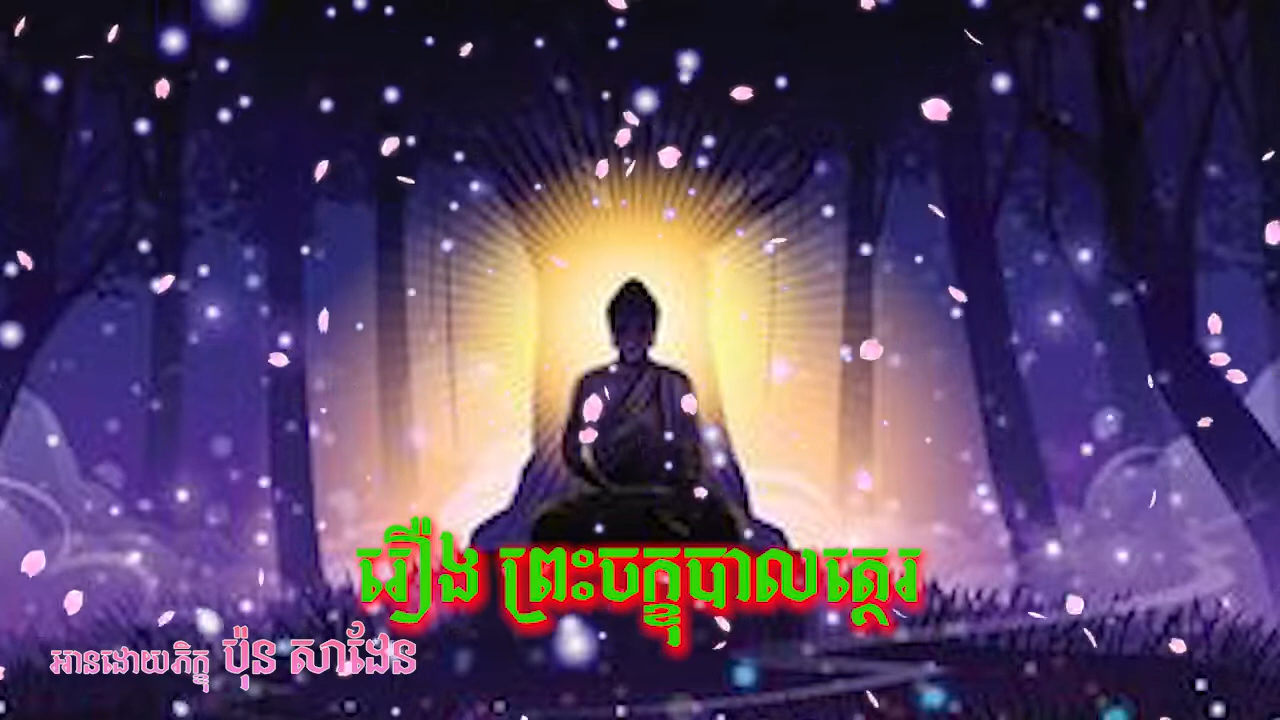 រឿង ព្រះចក្ខុបាលត្ថេរ
អានដោយភិក្ខុ ប៉ុន សាដែន